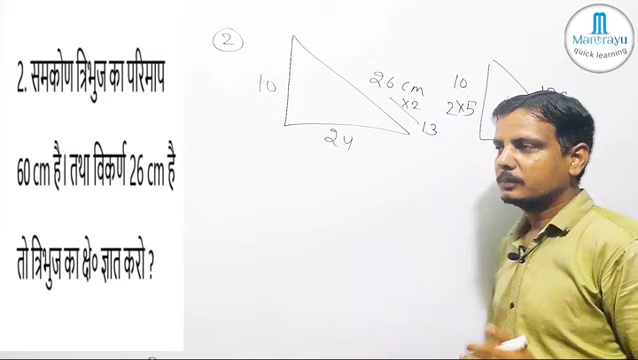 2. समकोण त्रिभुज का परिमाप
60 cm है। तथा विकर्ण 26 cm है
तो त्रिभुज का क्षे० ज्ञात करो ?
2
10
26 cm
×2
13
24
10
2×5
Maturayu
quick learning